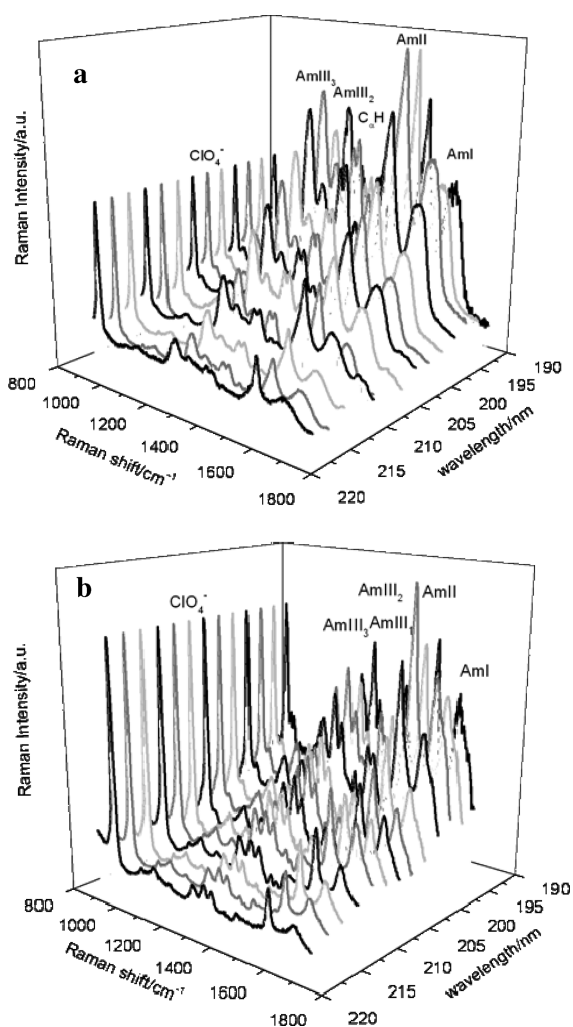 a
AmII
AmIII₃
AmIII₂
CαH
ClO₄⁻
AmI
Raman Intensity/a.u.
800
1000
1200
1400
1600
1800
Raman shift/cm⁻¹
190
195
200
205
210
215
220
wavelength/nm
b
ClO₄⁻
AmIII₂
AmII
AmIII₃
AmIII₁
AmI
Raman Intensity/a.u.
800
1000
1200
1400
1600
1800
Raman shift/cm⁻¹
190
195
200
205
210
215
220
wavelength/nm